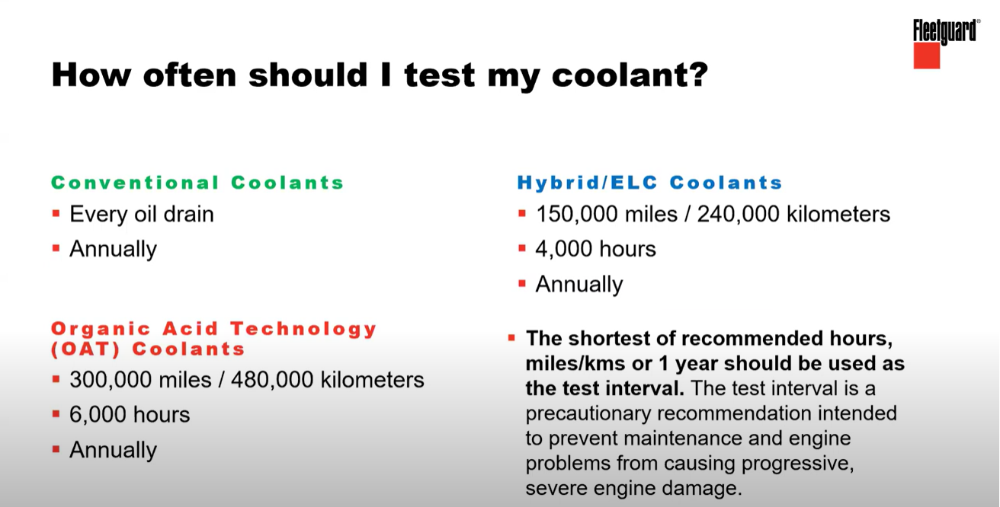 Fleetguard®
How often should I test my coolant?
Conventional Coolants
▪ Every oil drain
▪ Annually
Organic Acid Technology
(OAT) Coolants
▪ 300,000 miles / 480,000 kilometers
▪ 6,000 hours
▪ Annually
Hybrid/ELC Coolants
▪ 150,000 miles / 240,000 kilometers
▪ 4,000 hours
▪ Annually
▪ The shortest of recommended hours,
miles/kms or 1 year should be used as
the test interval. The test interval is a
precautionary recommendation intended
to prevent maintenance and engine
problems from causing progressive,
severe engine damage.